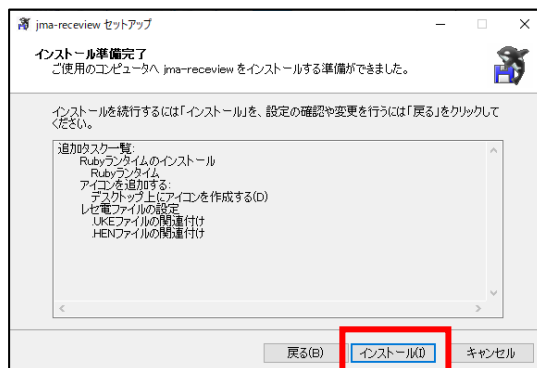 jma-receview セットアップ
インストール準備完了
ご使用のコンピュータへ jma-receview をインストールする準備ができました。
インストールを続行するには「インストール」を、設定の確認や変更を行うには「戻る」をクリックして
ください。
追加タスク一覧:
Rubyランタイムのインストール
Rubyランタイム
アイコンを追加する:
デスクトップ上にアイコンを作成する(D)
レセ電ファイルの設定
.UKEファイルの関連付け
.HENファイルの関連付け
戻る(B)
インストール(I)
キャンセル